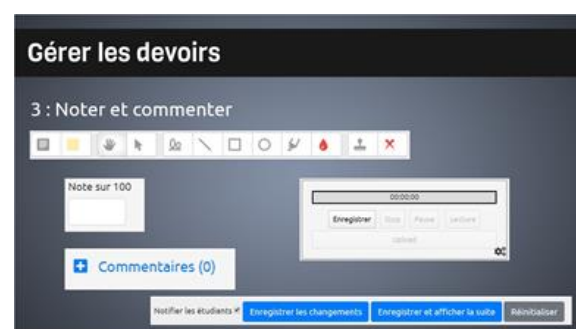 Gérer les devoirs
3 : Noter et commenter
Note sur 100
00:00:00
Enregistrer Stop Pause Lecture
Upload
Commentaires (0)
Notifier les étudiants Enregistrer les changements Enregistrer et afficher la suite Réinitialiser